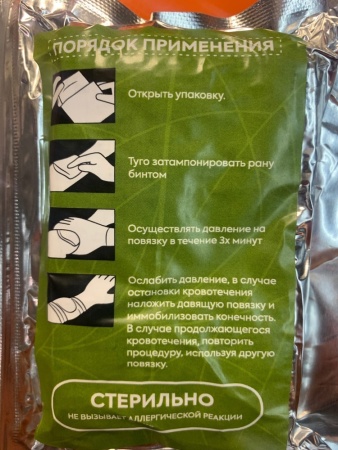 ПОРЯДОК ПРИМЕНЕНИЯ
Открыть упаковку.
Туго затампонировать рану
бинтом
Осуществлять давление на
повязку в течение 3х минут
Ослабить давление, в случае
остановки кровотечения
наложить давящую повязку и
иммобилизовать конечность.
В случае продолжающегося
кровотечения, повторить
процедуру, используя другую
повязку.
СТЕРИЛЬНО
НЕ ВЫЗЫВАЕТ АЛЛЕРГИЧЕСКОЙ РЕАКЦИИ